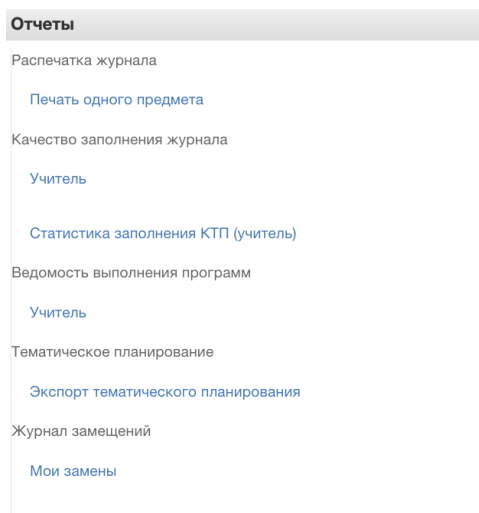 Отчеты
Распечатка журнала
Печать одного предмета
Качество заполнения журнала
Учитель
Статистика заполнения КТП (учитель)
Ведомость выполнения программ
Учитель
Тематическое планирование
Экспорт тематического планирования
Журнал замещений
Мои замены